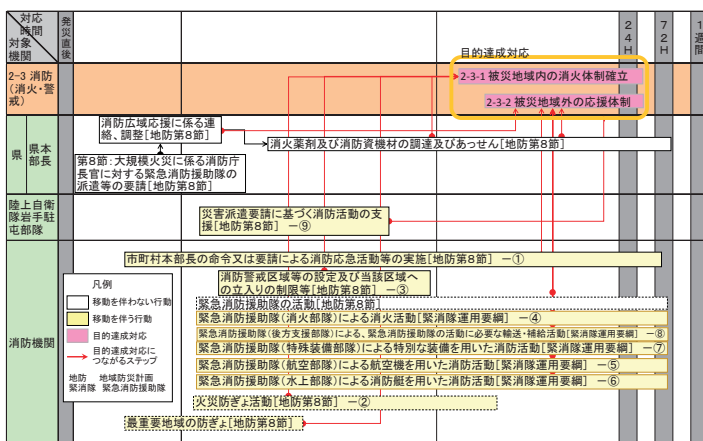 対応
時間
対象
機関
発災直後
24H
72H
1週間
目的達成対応
2-3 消防
(消火・警
戒)
2-3-1 被災地域内の消火体制確立
2-3-2 被災地域外の応援体制
県
県本
部長
消防広域応援に係る連
絡、調整[地防第8節]
消火薬剤及び消防資機材の調達及びあっせん[地防第8節]
第8節:大規模火災に係る消防庁
長官に対する緊急消防援助隊の
派遣等の要請[地防第8節]
陸上自衛
隊岩手駐
屯部隊
災害派遣要請に基づく消防活動の支
援[地防第8節] －⑨
消防機関
市町村本部長の命令又は要請による消防応急活動等の実施[地防第8節] －①
消防警戒区域等の設定及び当該区域へ
の立入りの制限等[地防第8節] －③
緊急消防援助隊の活動[地防第8節]
緊急消防援助隊(消火部隊)による消火活動[緊消隊運用要綱] －④
緊急消防援助隊(後方支援部隊)による、緊急消防援助隊の活動に必要な輸送・補給活動[緊消隊運用要綱] －⑧
緊急消防援助隊(特殊装備部隊)による特別な装備を用いた消防活動[緊消隊運用要綱] －⑦
緊急消防援助隊(航空部隊)による航空機を用いた消防活動[緊消隊運用要綱] －⑤
緊急消防援助隊(水上部隊)による消防艇を用いた消防活動[緊消隊運用要綱] －⑥
火災防ぎょ活動[地防第8節] －②
最重要地域の防ぎょ[地防第8節]
凡例
移動を伴わない行動
移動を伴う行動
目的達成対応
目的達成対応に
つながるステップ
地防 地域防災計画
緊消隊 緊急消防援助隊